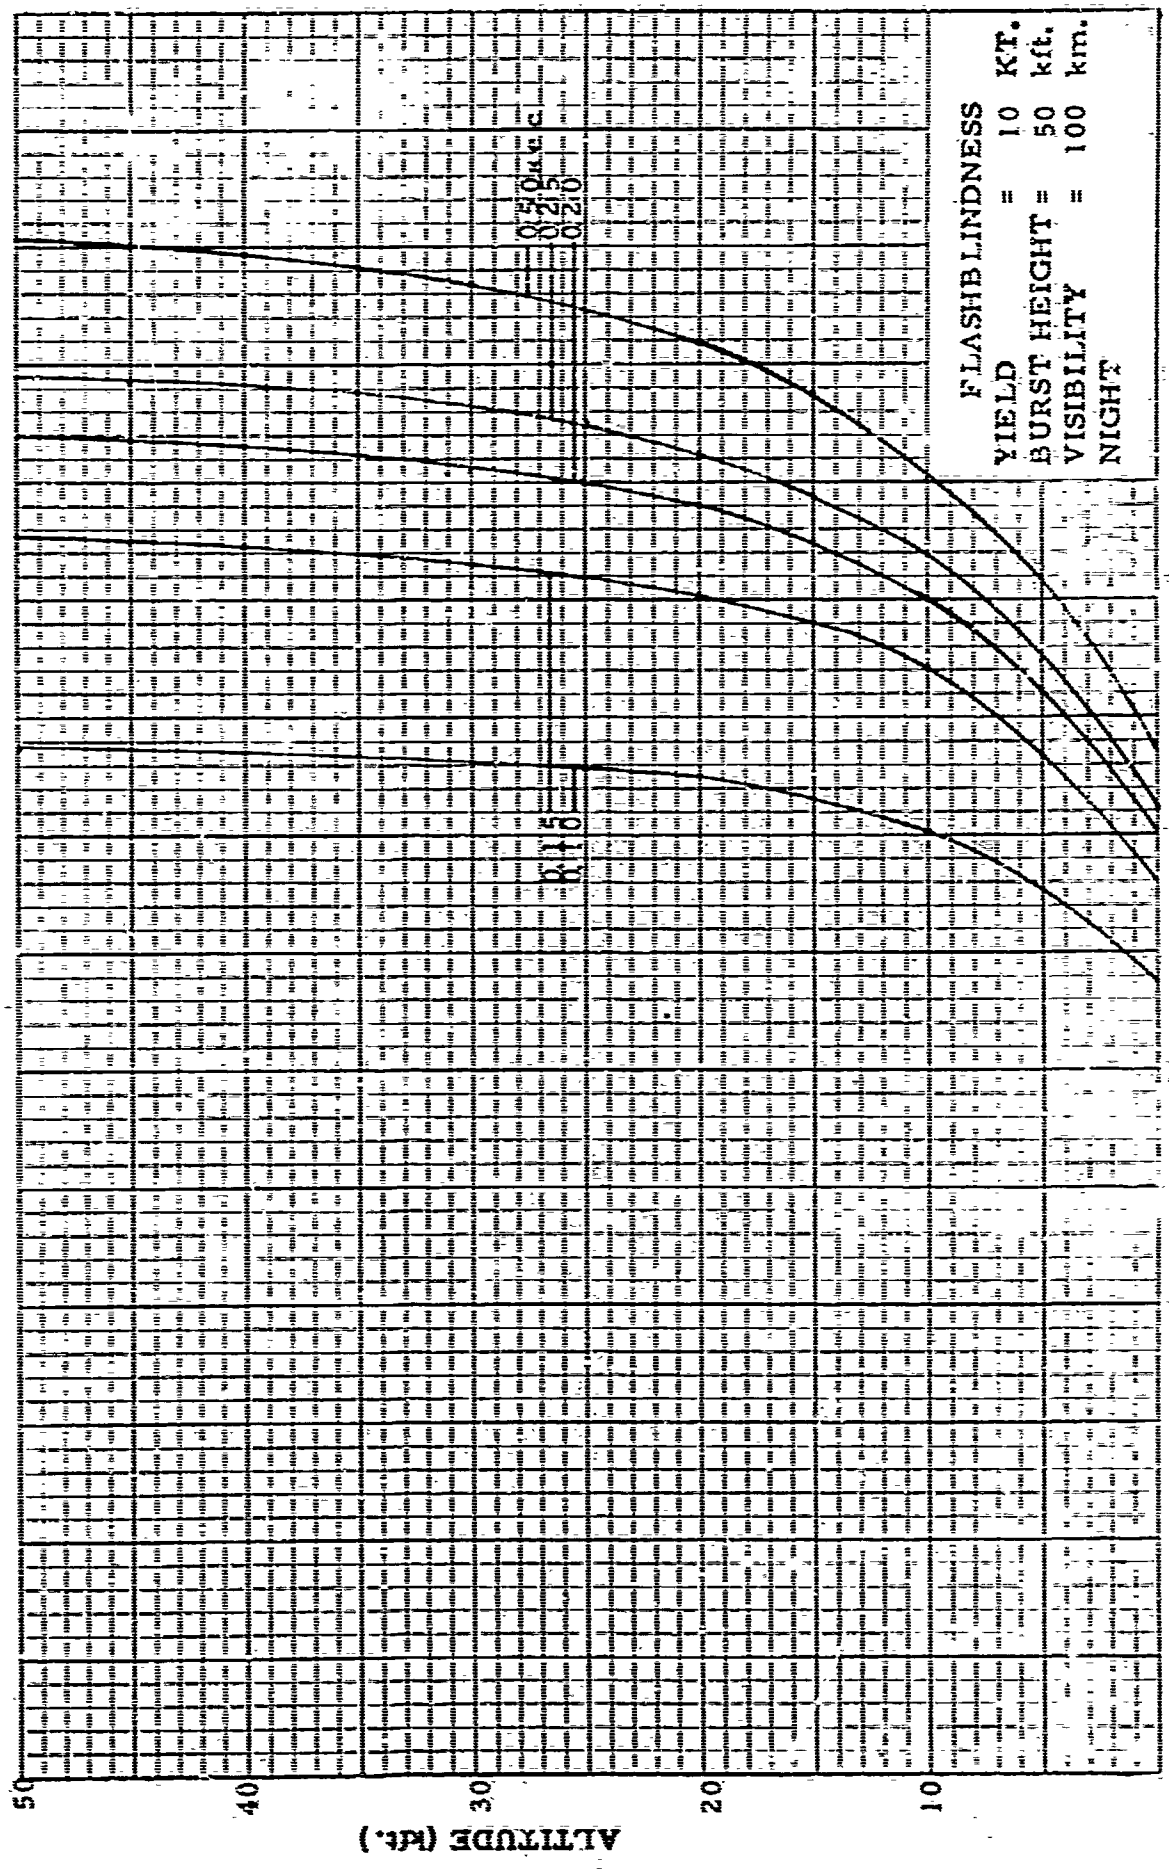 FLASHBLINDNESS
YIELD = 10 KT.
BURST HEIGHT = 50 kft.
VISIBILITY = 100 km.
NIGHT
0.50 sec
0.25
0.20
0.15
0.10
ALTITUDE (kft.)
50
40
30
20
10